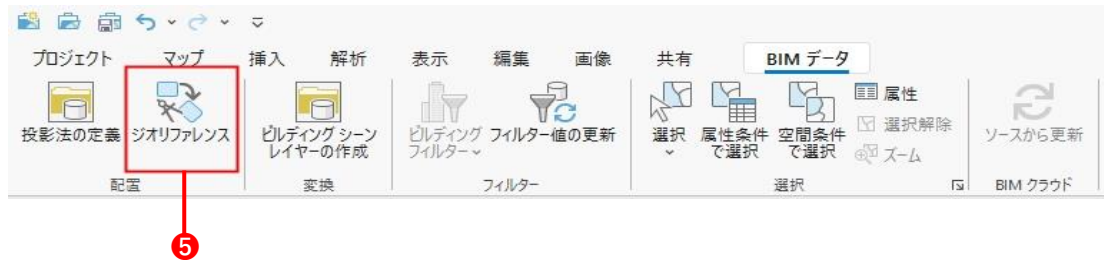 プロジェクト マップ 挿入 解析 表示 編集 画像 共有 BIM データ
投影法の定義
ジオリファレンス
配置
ビルディング シーン
レイヤーの作成
変換
ビルディング
フィルター
フィルター値の更新
フィルター
選択
属性条件
で選択
空間条件
で選択
属性
選択解除
ズーム
選択
ソースから更新
BIM クラウド
5